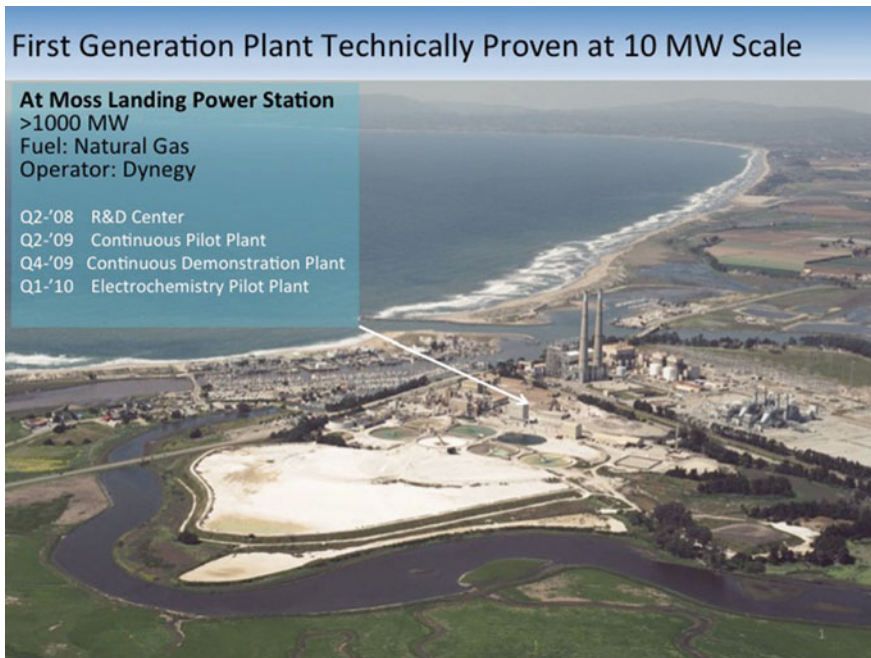 First Generation Plant Technically Proven at 10 MW Scale
At Moss Landing Power Station
>1000 MW
Fuel: Natural Gas
Operator: Dynegy
Q2-’08 R&D Center
Q2-’09 Continuous Pilot Plant
Q4-’09 Continuous Demonstration Plant
Q1-’10 Electrochemistry Pilot Plant
1